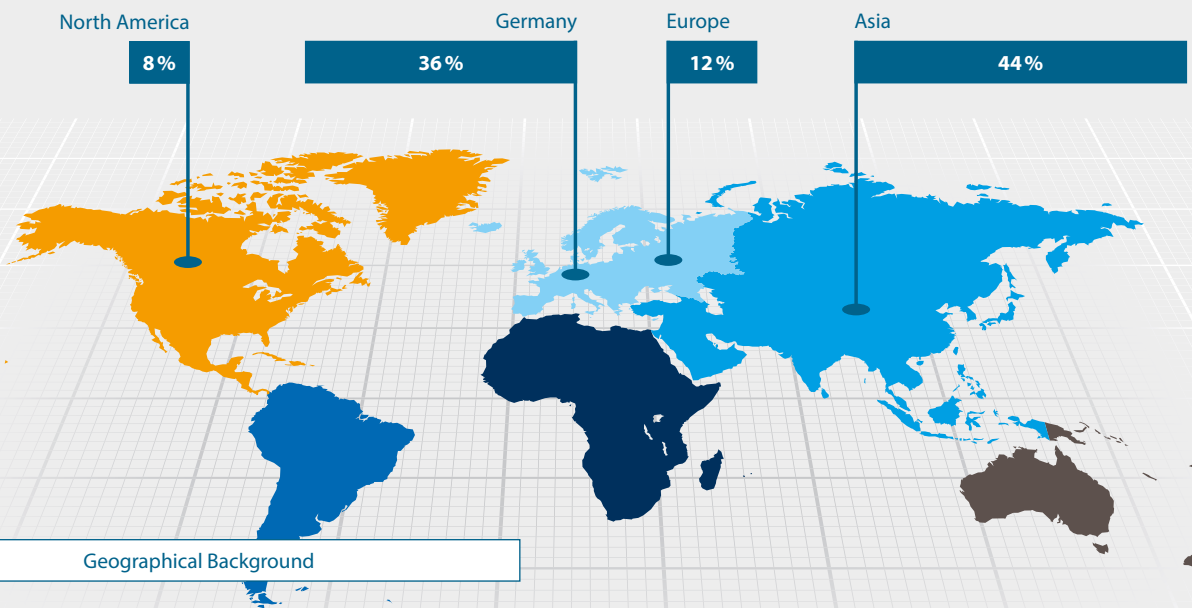 North America
Germany
Europe
Asia
8 %
36 %
12 %
44 %
Geographical Background